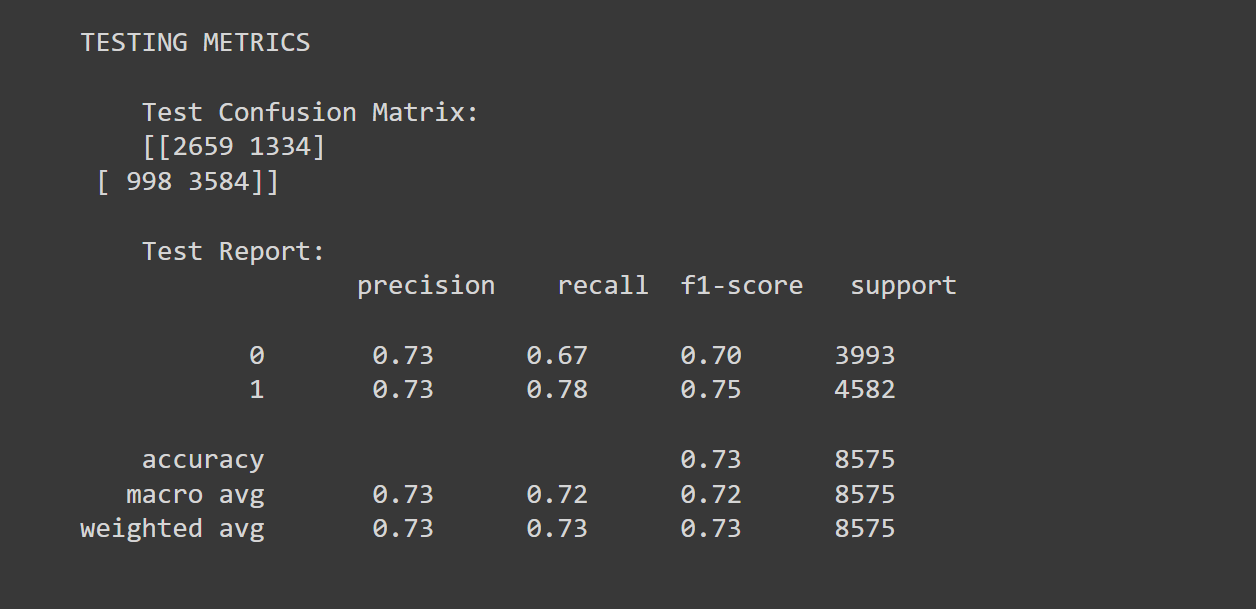 TESTING METRICS
Test Confusion Matrix:
[[2659 1334]
[ 998 3584]]
Test Report:
precision recall f1-score support
0 0.73 0.67 0.70 3993
1 0.73 0.78 0.75 4582
accuracy 0.73 8575
macro avg 0.73 0.72 0.72 8575
weighted avg 0.73 0.73 0.73 8575